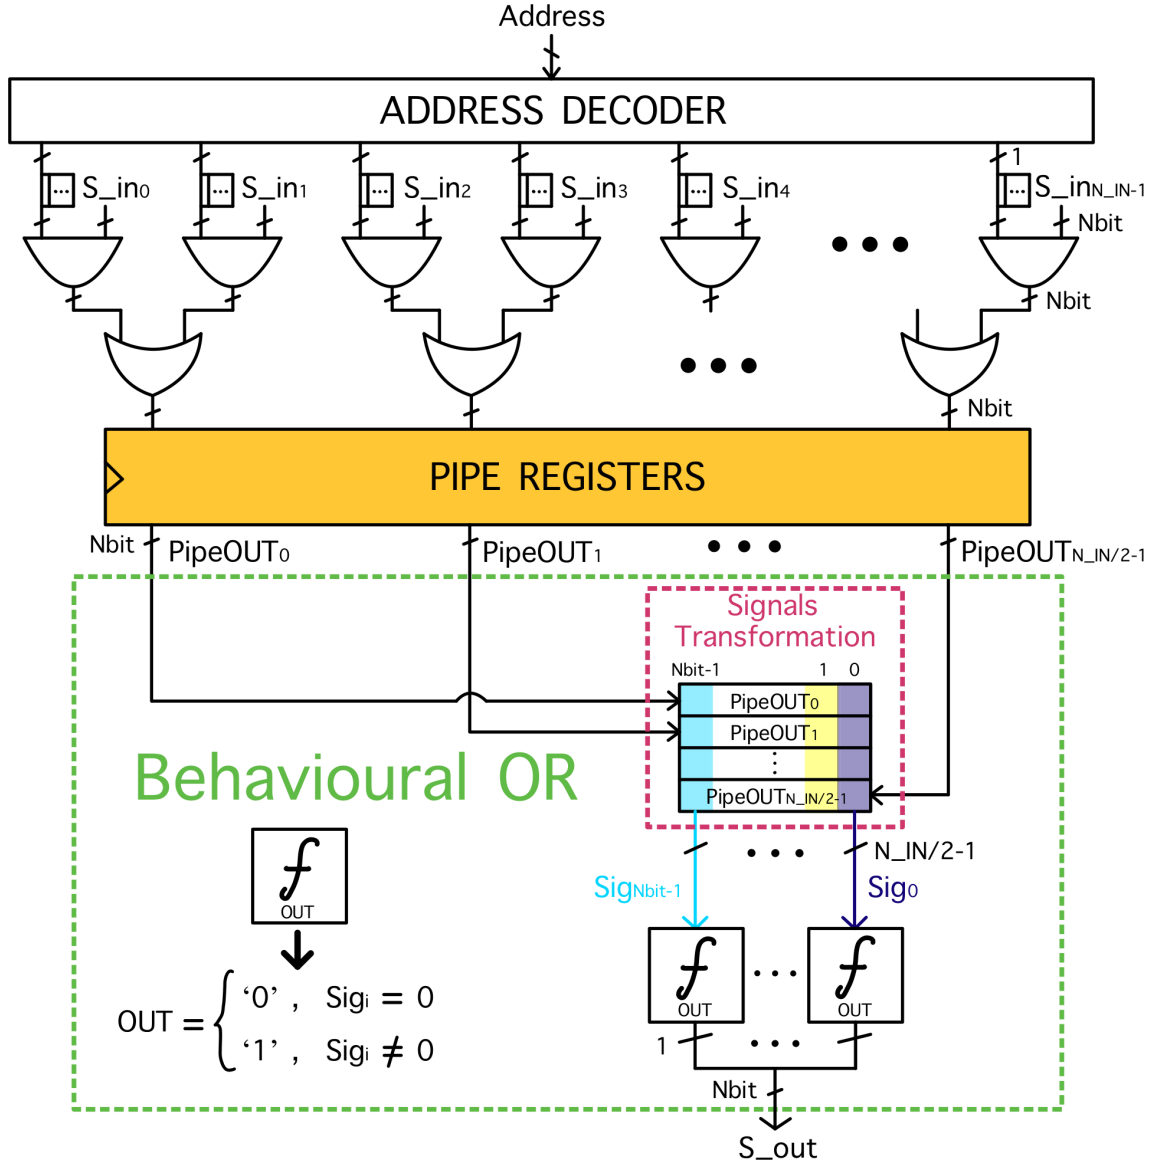 Address
ADDRESS DECODER
1
... S_in0
... S_in1
... S_in2
... S_in3
... S_in4
... S_inN_IN-1
Nbit
Nbit
Nbit
PIPE REGISTERS
Nbit
PipeOUT0
PipeOUT1
PipeOUTN_IN/2-1
Signals
Transformation
Nbit-1 1 0
PipeOUT0
PipeOUT1
PipeOUTN_IN/2-1
Behavioural OR
N_IN/2-1
SigNbit-1
Sig0
f
OUT
f
OUT
f
OUT
OUT = { ‘0’ , Sigi = 0
‘1’ , Sigi ≠ 0
1
Nbit
S_out